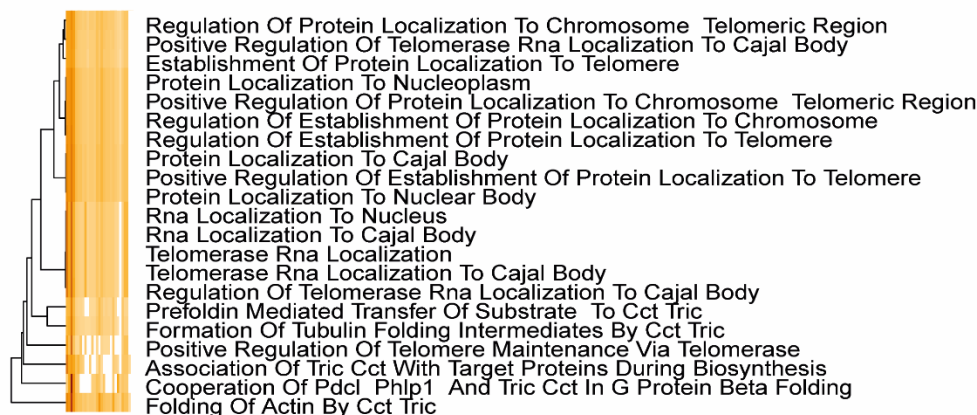 Regulation Of Protein Localization To Chromosome Telomeric Region
Positive Regulation Of Telomerase Rna Localization To Cajal Body
Establishment Of Protein Localization To Telomere
Protein Localization To Nucleoplasm
Positive Regulation Of Protein Localization To Chromosome Telomeric Region
Regulation Of Establishment Of Protein Localization To Chromosome
Regulation Of Establishment Of Protein Localization To Telomere
Protein Localization To Cajal Body
Positive Regulation Of Establishment Of Protein Localization To Telomere
Protein Localization To Nuclear Body
Rna Localization To Nucleus
Rna Localization To Cajal Body
Telomerase Rna Localization
Telomerase Rna Localization To Cajal Body
Regulation Of Telomerase Rna Localization To Cajal Body
Prefoldin Mediated Transfer Of Substrate To Cct Tric
Formation Of Tubulin Folding Intermediates By Cct Tric
Positive Regulation Of Telomere Maintenance Via Telomerase
Association Of Tric Cct With Target Proteins During Biosynthesis
Cooperation Of Pdcl Phlp1 And Tric Cct In G Protein Beta Folding
Folding Of Actin By Cct Tric